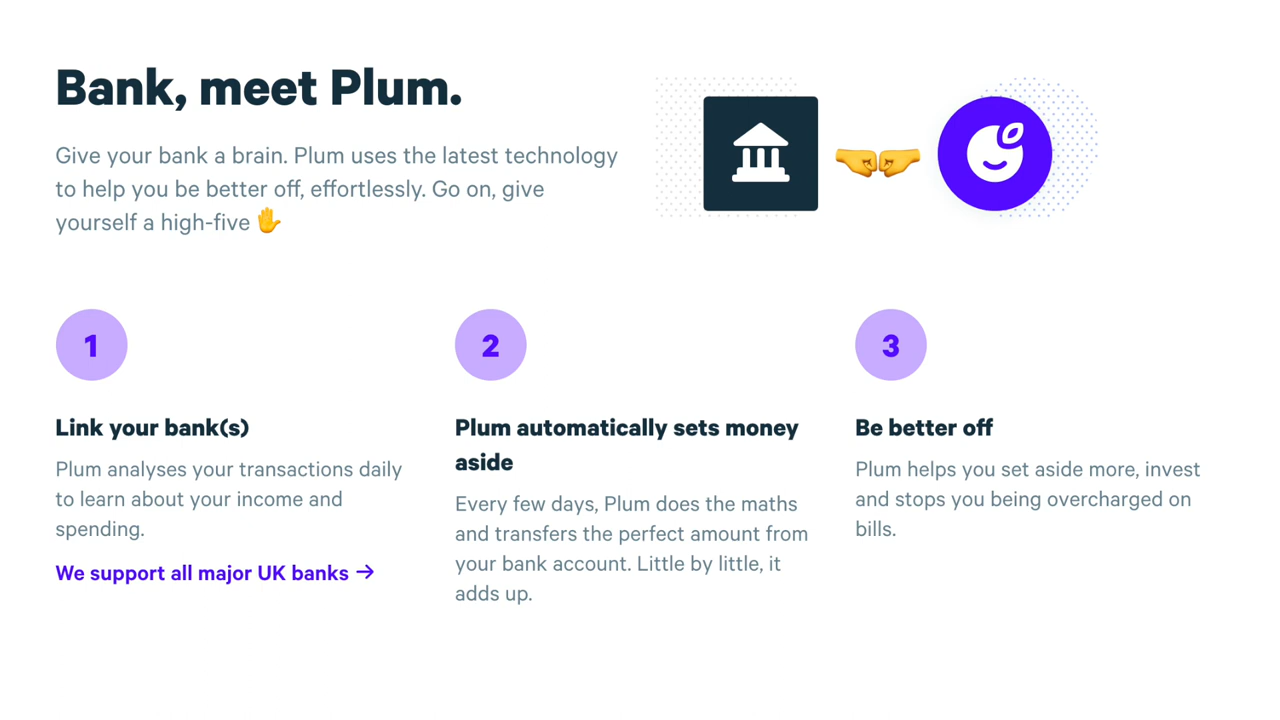 Bank, meet Plum.
Give your bank a brain. Plum uses the latest technology
to help you be better off, effortlessly. Go on, give
yourself a high-five 🖐
1
Link your bank(s)
Plum analyses your transactions daily
to learn about your income and
spending.
We support all major UK banks →
2
Plum automatically sets money
aside
Every few days, Plum does the maths
and transfers the perfect amount from
your bank account. Little by little, it
adds up.
3
Be better off
Plum helps you set aside more, invest
and stops you being overcharged on
bills.